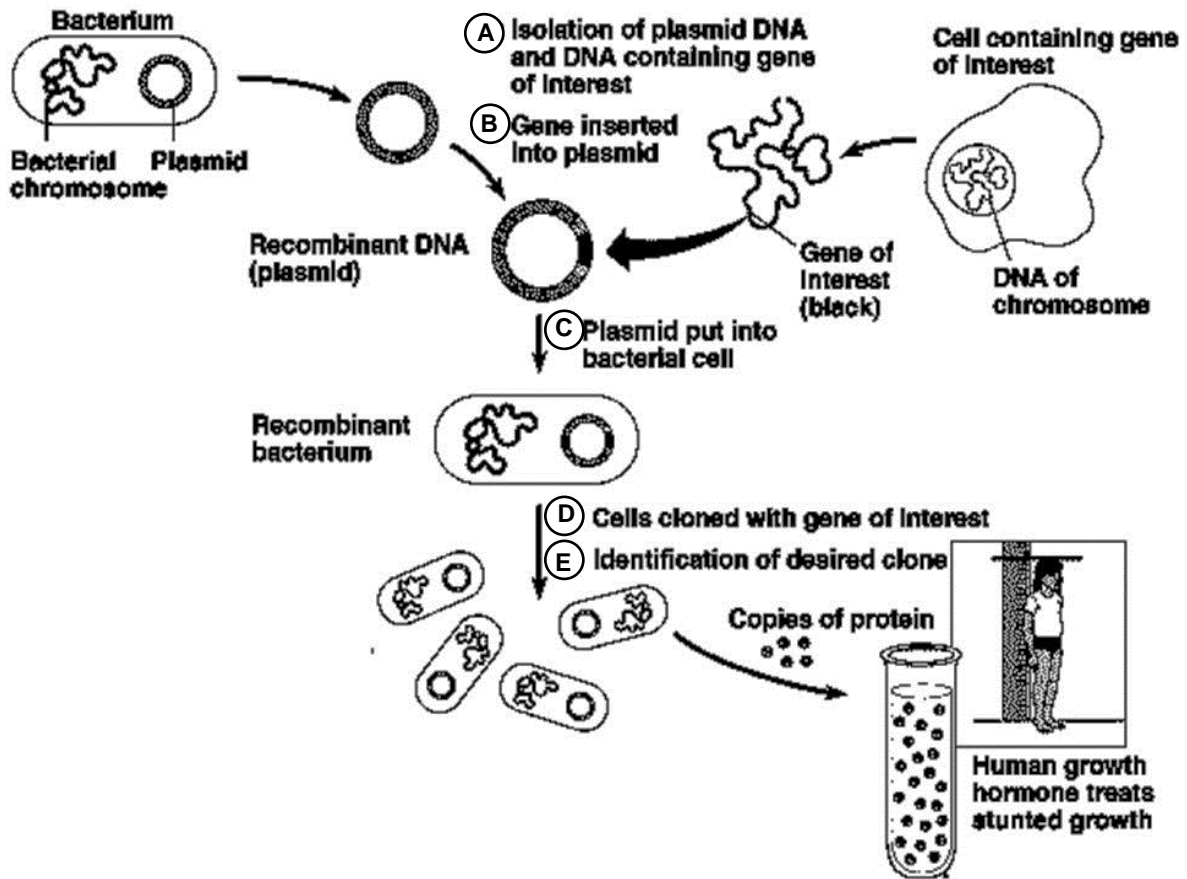 Bacterium
Bacterial
chromosome
Plasmid
A Isolation of plasmid DNA
and DNA containing gene
of interest
Cell containing gene
of interest
B Gene inserted
into plasmid
Recombinant DNA
(plasmid)
Gene of
interest
(black)
DNA of
chromosome
C Plasmid put into
bacterial cell
Recombinant
bacterium
D Cells cloned with gene of interest
E Identification of desired clone
Copies of protein
Human growth
hormone treats
stunted growth